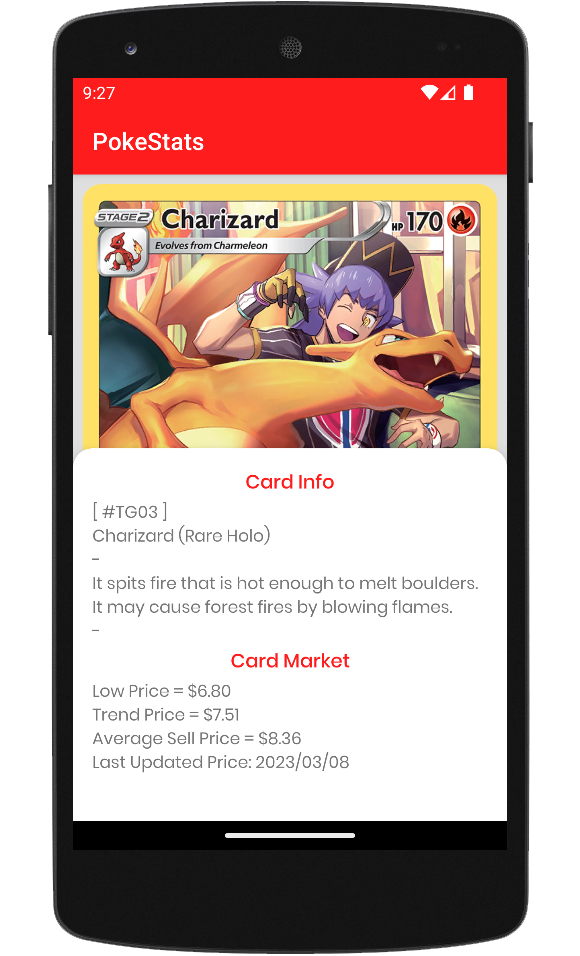 9:27
PokeStats
STAGE 2 Charizard HP 170
Evolves from Charmeleon
Card Info
[ #TG03 ]
Charizard (Rare Holo)
-
It spits fire that is hot enough to melt boulders.
It may cause forest fires by blowing flames.
-
Card Market
Low Price = $6.80
Trend Price = $7.51
Average Sell Price = $8.36
Last Updated Price: 2023/03/08